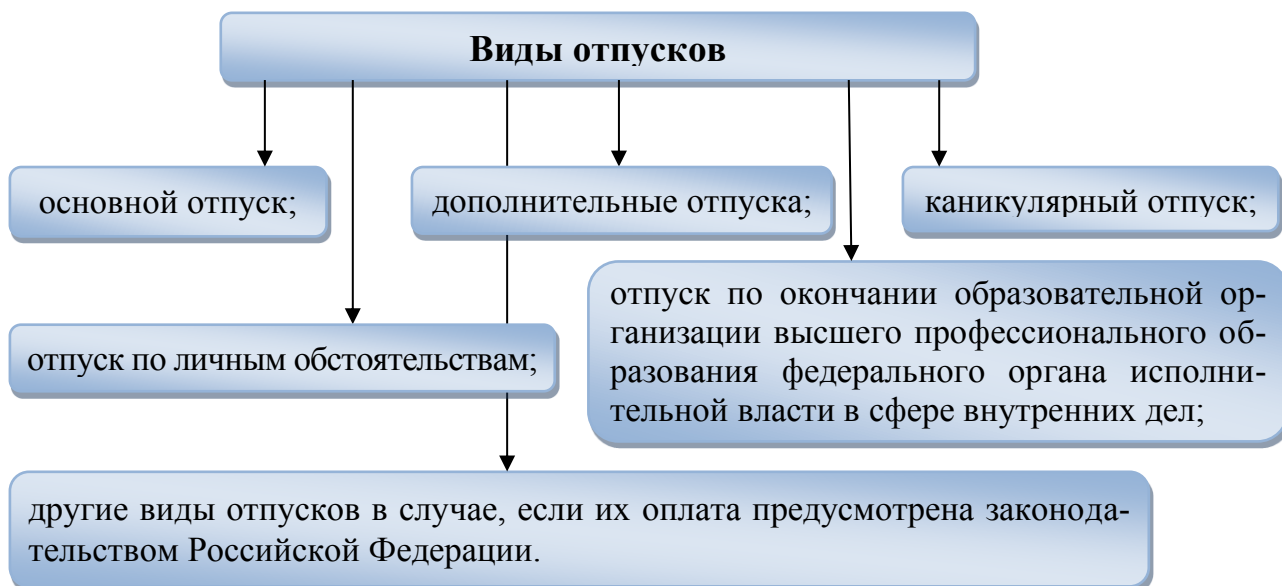 Виды отпусков
основной отпуск;
дополнительные отпуска;
каникулярный отпуск;
отпуск по личным обстоятельствам;
отпуск по окончании образовательной ор-
ганизации высшего профессионального об-
разования федерального органа исполни-
тельной власти в сфере внутренних дел;
другие виды отпусков в случае, если их оплата предусмотрена законода-
тельством Российской Федерации.